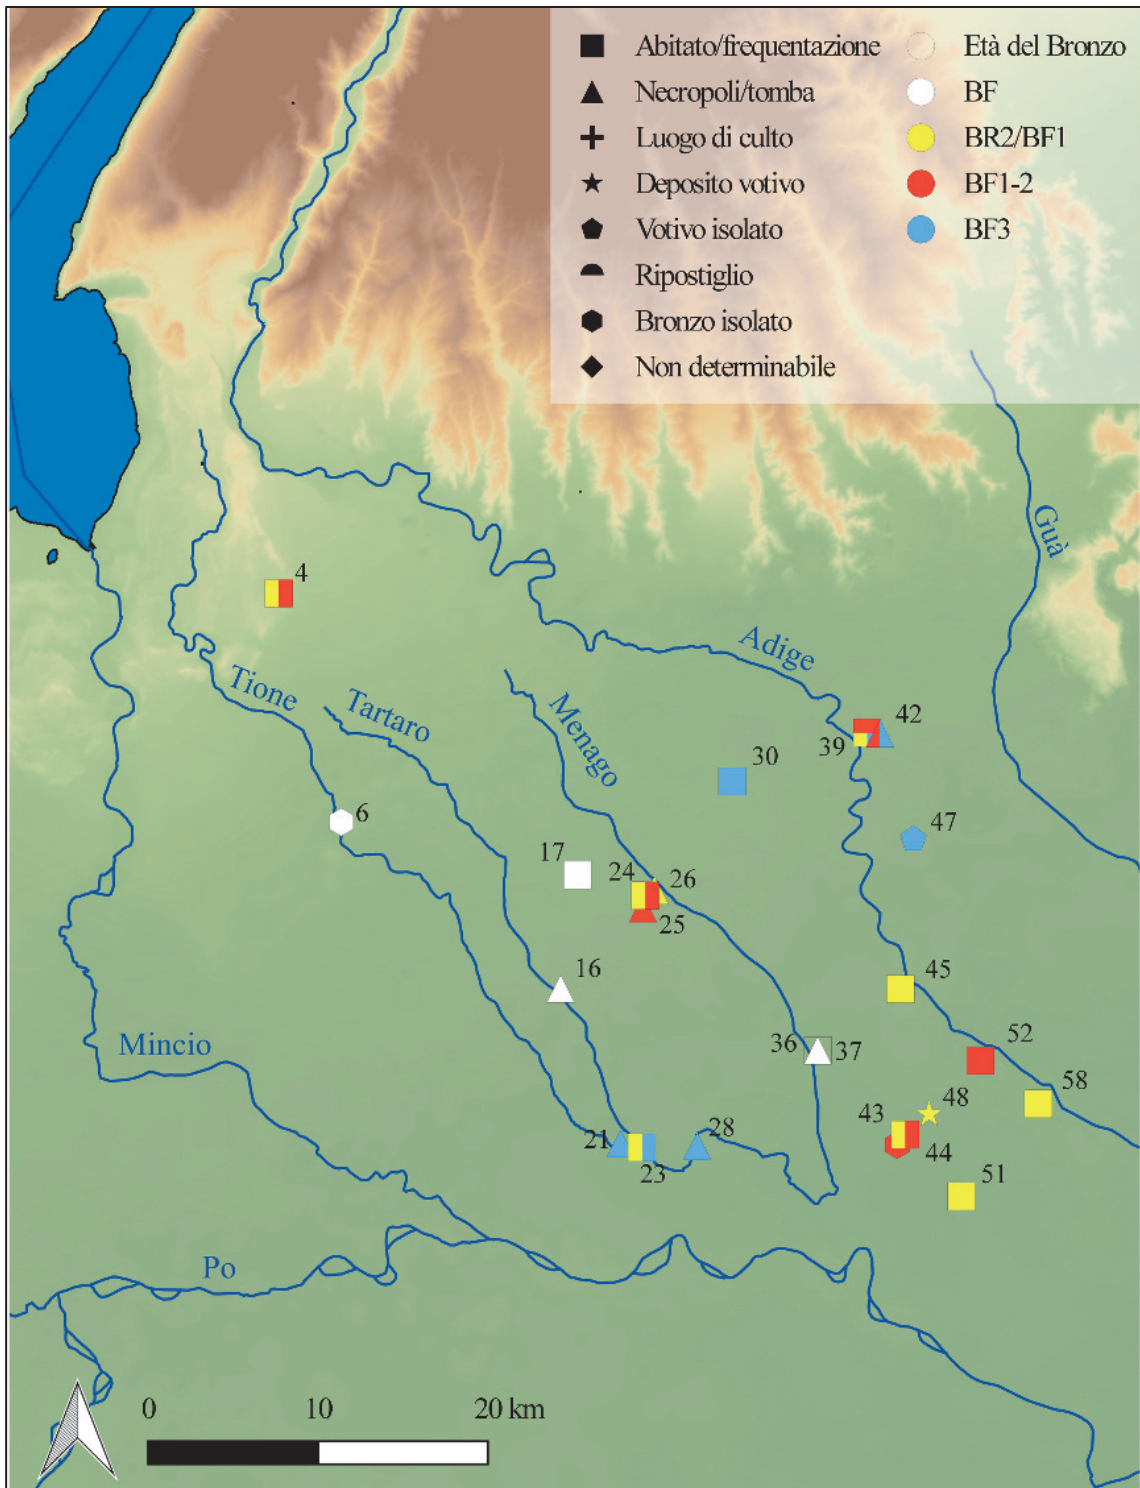 Abitato/frequentazione
Necropoli/tomba
Luogo di culto
Deposito votivo
Votivo isolato
Ripostiglio
Bronzo isolato
Non determinabile
Età del Bronzo
BF
BR2/BF1
BF1-2
BF3
Guà
4
Adige
Tione
Tartaro
Menago
42
39
30
6
47
17
24
26
25
16
45
Mincio
36
37
52
58
48
43
44
21
28
23
51
Po
0 10 20 km